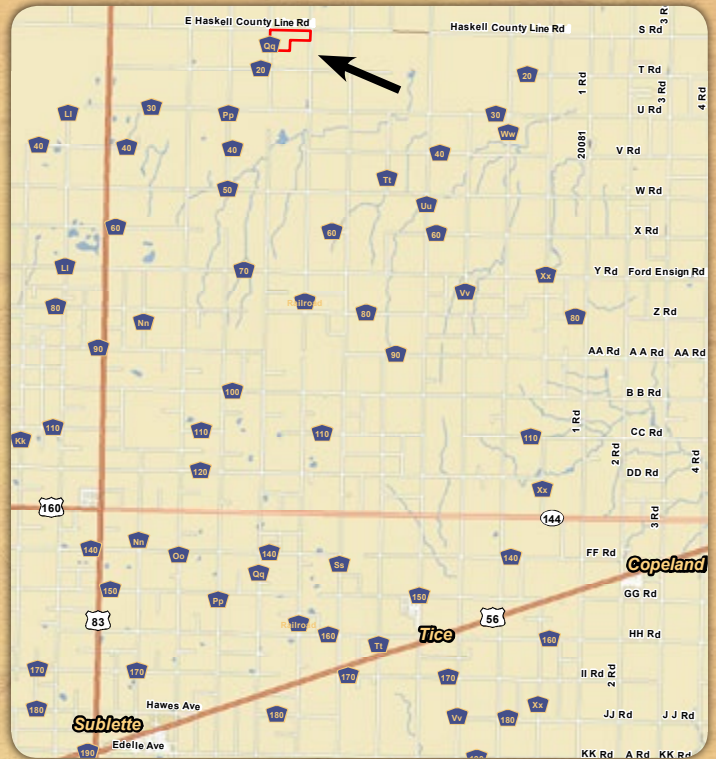 3 R
E Haskell County Line Rd
Haskell County Line Rd
S Rd
Qq
20
20
T Rd
1 Rd
3 Rd
4 Rd
Ll
30
Pp
30
U Rd
Ww
40
40
40
40
20081
V Rd
50
Tt
W Rd
Uu
60
60
60
X Rd
Ll
70
Xx
Y Rd
Ford Ensign Rd
Vv
80
Railroad
80
80
Z Rd
Nn
90
90
AA Rd
A A Rd
AA Rd
100
B B Rd
1 Rd
Kk
110
110
110
110
CC Rd
2 Rd
4 Rd
120
DD Rd
Xx
160
144
3 Rd
140
Nn
Oo
140
Ss
140
FF Rd
Copeland
Qq
150
Pp
150
GG Rd
83
Railroad
160
Tice
56
160
HH Rd
Tt
170
170
170
170
II Rd
2 Rd
180
Hawes Ave
180
Vv
180
Xx
JJ Rd
J J Rd
Sublette
190
Edelle Ave
KK Rd
A Rd
KK Rd